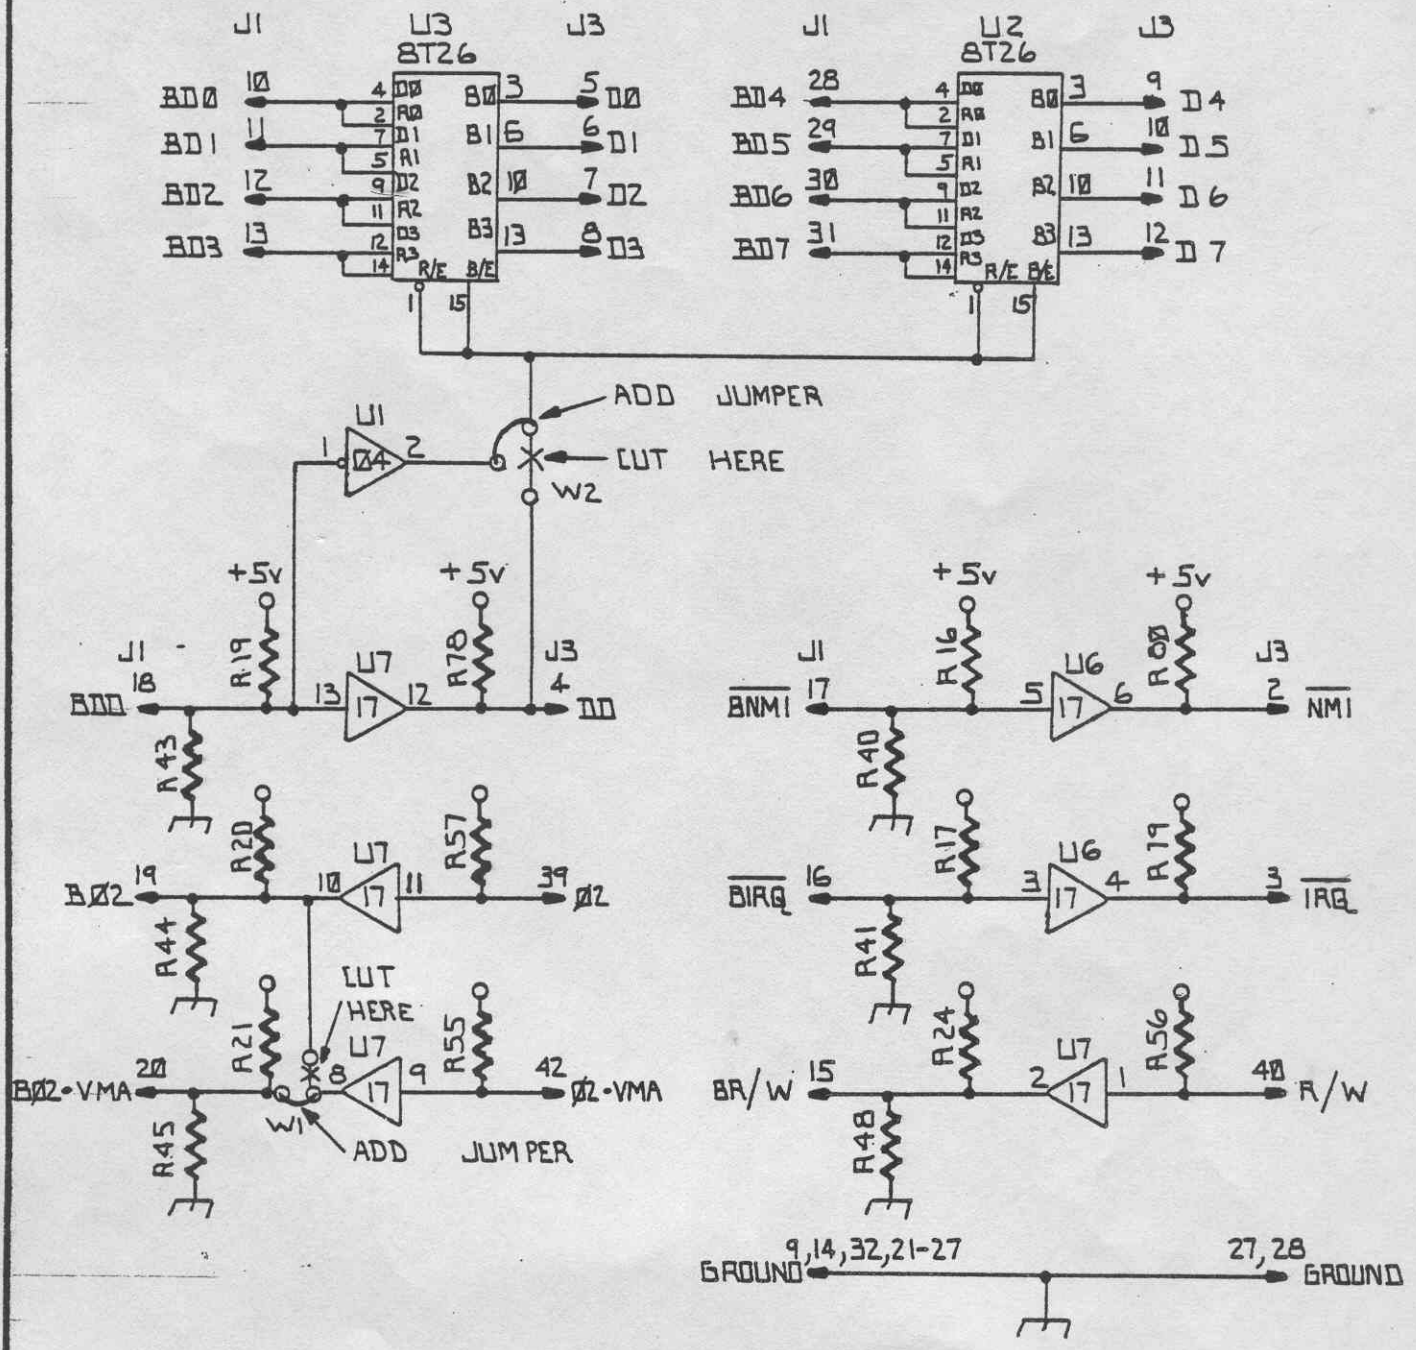 J1 U3 J3 J1 U2 J3
8T26 8T26
BD0 10 4 D0 B0 3 5 D0 BD4 28 4 D0 B0 3 9 D4
2 R0 2 R0
BD1 11 7 D1 B1 6 6 D1 BD5 29 7 D1 B1 6 10 D5
5 R1 5 R1
BD2 12 9 D2 B2 10 7 D2 BD6 30 9 D2 B2 10 11 D6
11 R2 11 R2
BD3 13 12 D3 B3 13 8 D3 BD7 31 12 D3 B3 13 12 D7
14 R3 R/E B/E 14 R3 R/E B/E
1 15 1 15
ADD JUMPER
U1
1 04 2 CUT HERE
W2
+5v +5v +5v +5v
J1 R19 U7 R78 J3 J1 R16 U6 R80 J3
BDD 18 13 17 12 4 DD BNMI 17 5 17 6 2 NMI
R43 R40
R20 U7 R57 R17 U6 R79
BØ2 19 10 17 11 39 Ø2 BIRQ 16 3 17 4 3 IRQ
R44 R41
CUT
HERE
R21 U7 R55 R24 U7 R56
BØ2•VMA 20 8 17 9 42 Ø2•VMA BR/W 15 2 17 1 40 R/W
W1
R45 ADD JUMPER R48
9,14,32,21-27 27,28
GROUND GROUND